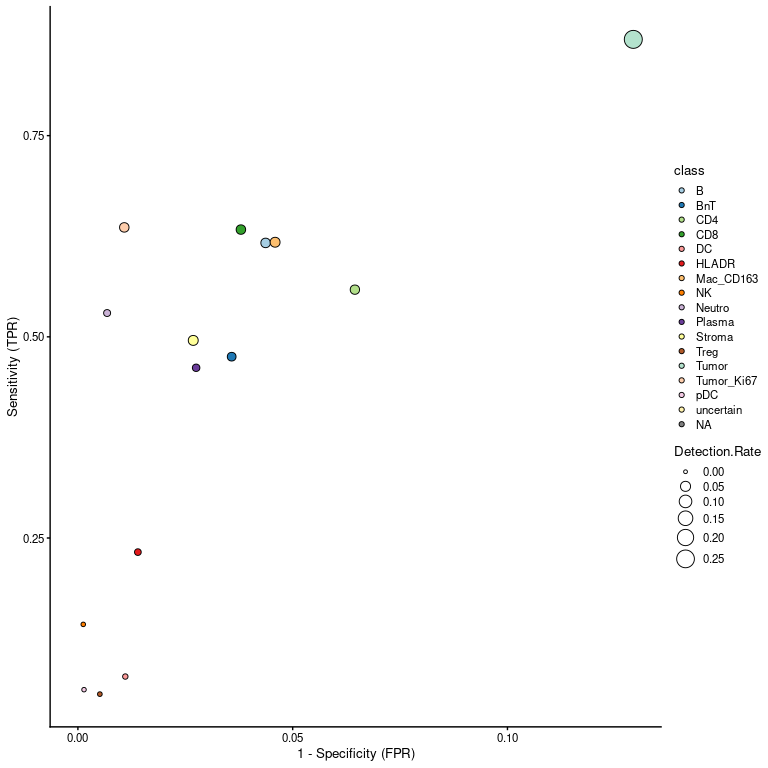 0.75
0.50
0.25
Sensitivity (TPR)
0.00
0.05
0.10
1 - Specificity (FPR)
class
B
BnT
CD4
CD8
DC
HLADR
Mac_CD163
NK
Neutro
Plasma
Stroma
Treg
Tumor
Tumor_Ki67
pDC
uncertain
NA
Detection.Rate
0.00
0.05
0.10
0.15
0.20
0.25